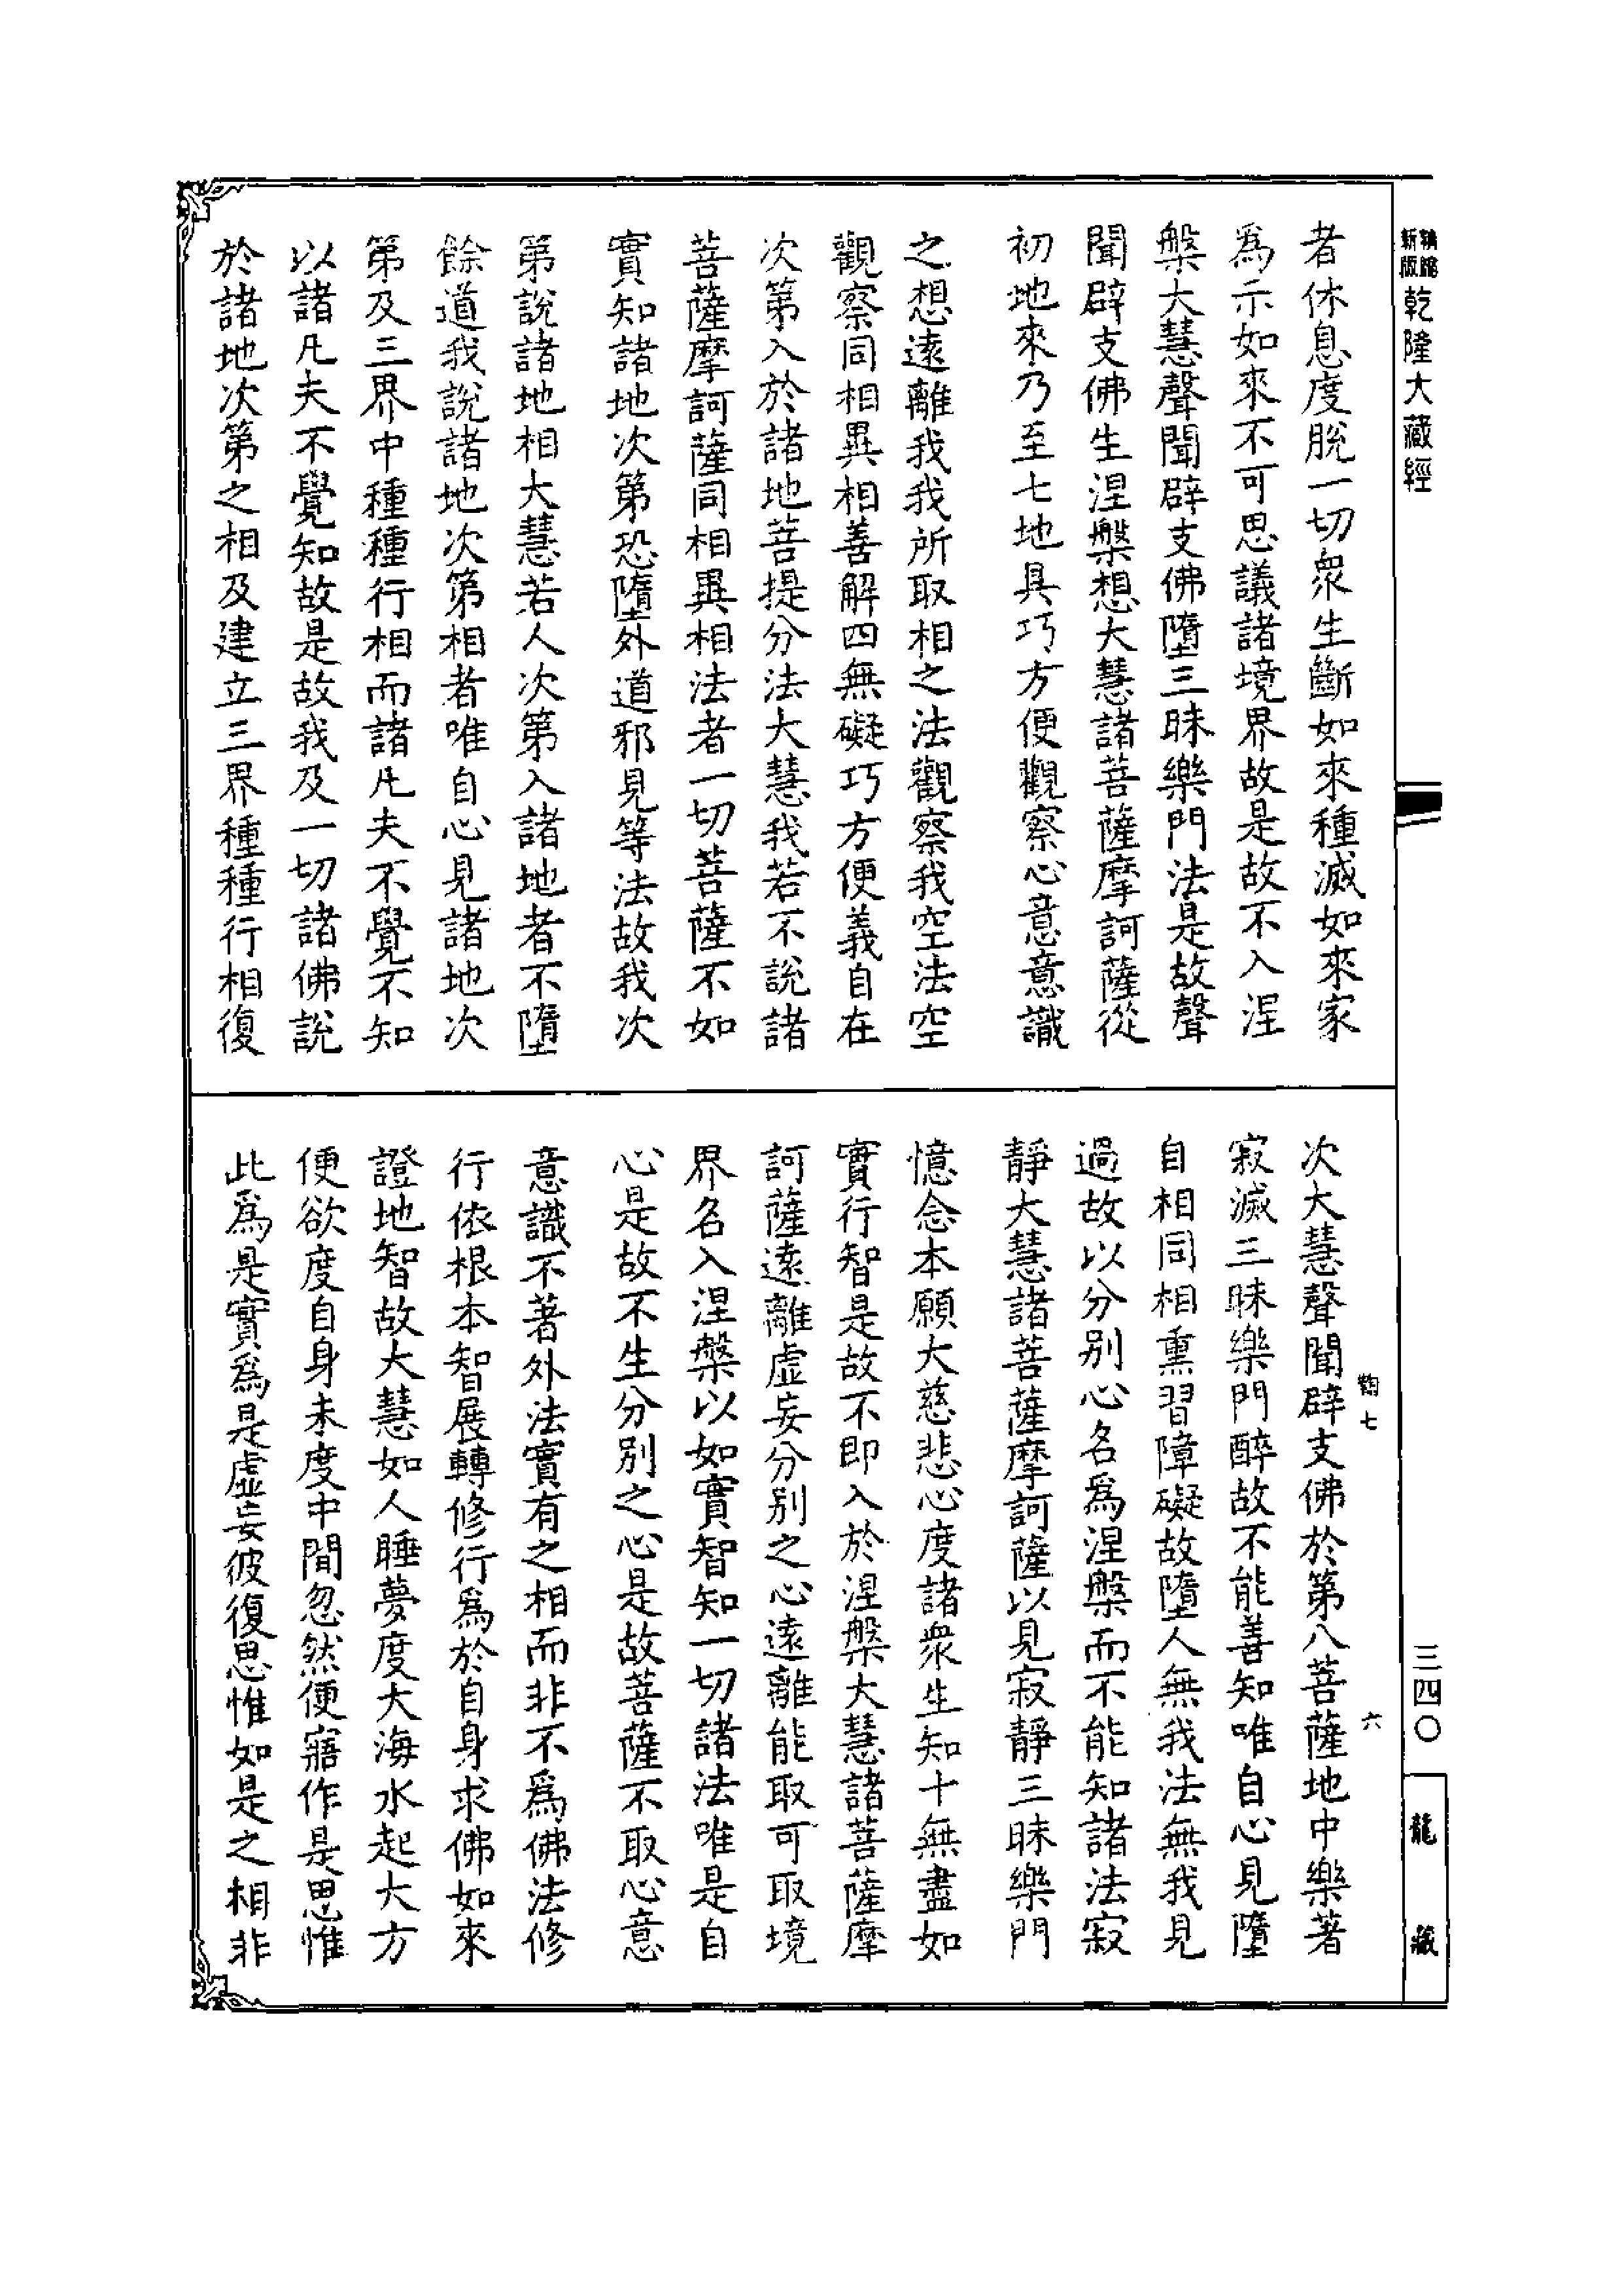 乾隆大藏經
者休息度脫一切衆生斷如來種滅如來家
爲示如來不可思議諸境界故是故不入涅
槃大慧聲聞辟支佛墮三昧樂門法是故聲
聞辟支佛生涅槃想大慧諸菩薩摩訶薩從
初地來乃至七地具巧方便觀察心意意識
之想遠離我我所取相之法觀察我空法空
觀察同相異相善解四無礙巧方便義自在
次第入於諸地菩提分法大慧我若不說諸
菩薩摩訶薩同相異相法者一切菩薩不如
實知諸地次第恐墮外道邪見等法故我次
第說諸地相大慧若人次第入諸地者不墮
餘道我說諸地次第相者唯自心見諸地次
第及三界中種種行相而諸凡夫不覺不知
以諸凡夫不覺知故是故我及一切諸佛說
於諸地次第之相及建立三界種種行相復
次大慧聲聞辟支佛於第八菩薩地中樂著
寂滅三昧樂門醉故不能善知唯自心見墮
自相同相熏習障礙故墮人無我法無我見
過故以分別心名爲涅槃而不能知諸法寂
靜大慧諸菩薩摩訶薩以見寂靜三昧樂門
憶念本願大慈悲心度諸衆生知十無盡如
實行智是故不即入於涅槃大慧諸菩薩摩
訶薩遠離虛妄分別之心遠離能取可取境
界名入涅槃以如實智知一切諸法唯是自
心是故不生分別之心是故菩薩不取心意
意識不著外法實有之相而非不爲佛法修
行依根本智展轉修行爲於自身求佛如來
證地智故大慧如人睡夢度大海水起大方
便欲度自身未度中間忽然便寤作是思惟
此爲是實爲是虛妄彼復思惟如是之相非
七
六
三四〇
龍藏